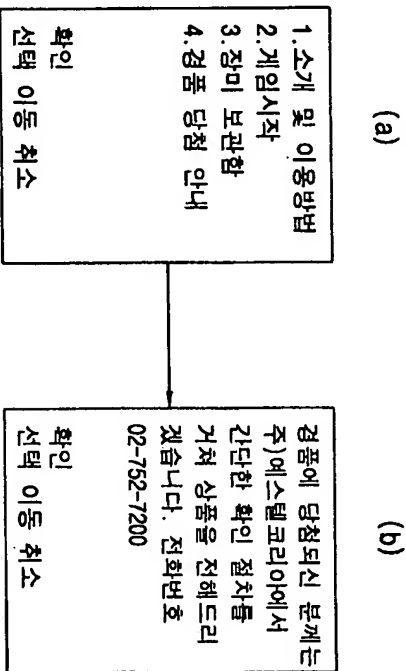 (a)
1.소개 및 이용방법
2.게임시작
3.장미 보관함
4.경품 당첨 안내
확인
선택 이동 취소
(b)
경품에 당첨되신 분께는
주)에스텔코리아에서
간단한 확인 절차를
거쳐 상품을 전해드리
겠습니다. 전화번호
02-752-7200
확인
선택 이동 취소